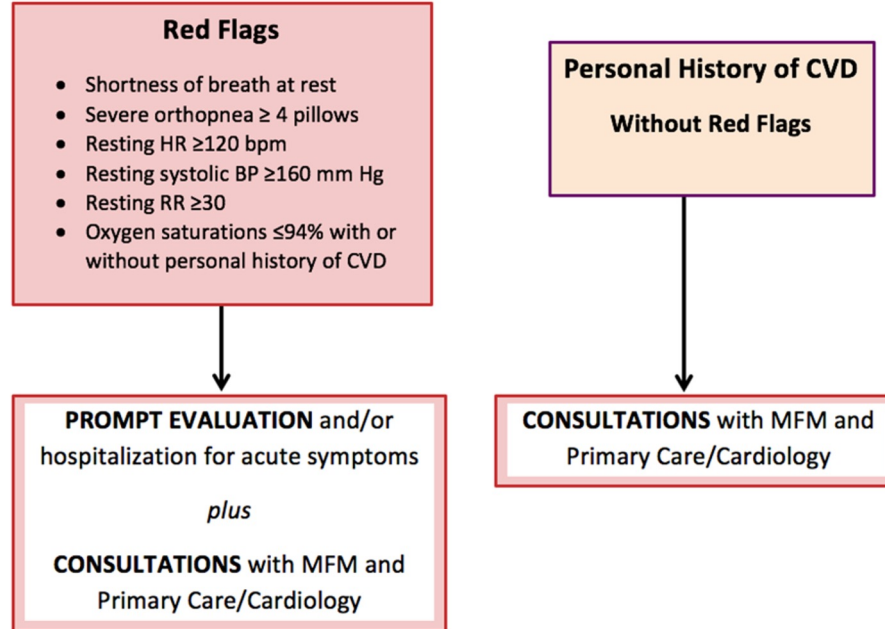 Red Flags
• Shortness of breath at rest
• Severe orthopnea ≥ 4 pillows
• Resting HR ≥120 bpm
• Resting systolic BP ≥160 mm Hg
• Resting RR ≥30
• Oxygen saturations ≤94% with or
without personal history of CVD
PROMPT EVALUATION and/or
hospitalization for acute symptoms
plus
CONSULTATIONS with MFM and
Primary Care/Cardiology
Personal History of CVD
Without Red Flags
CONSULTATIONS with MFM and
Primary Care/Cardiology